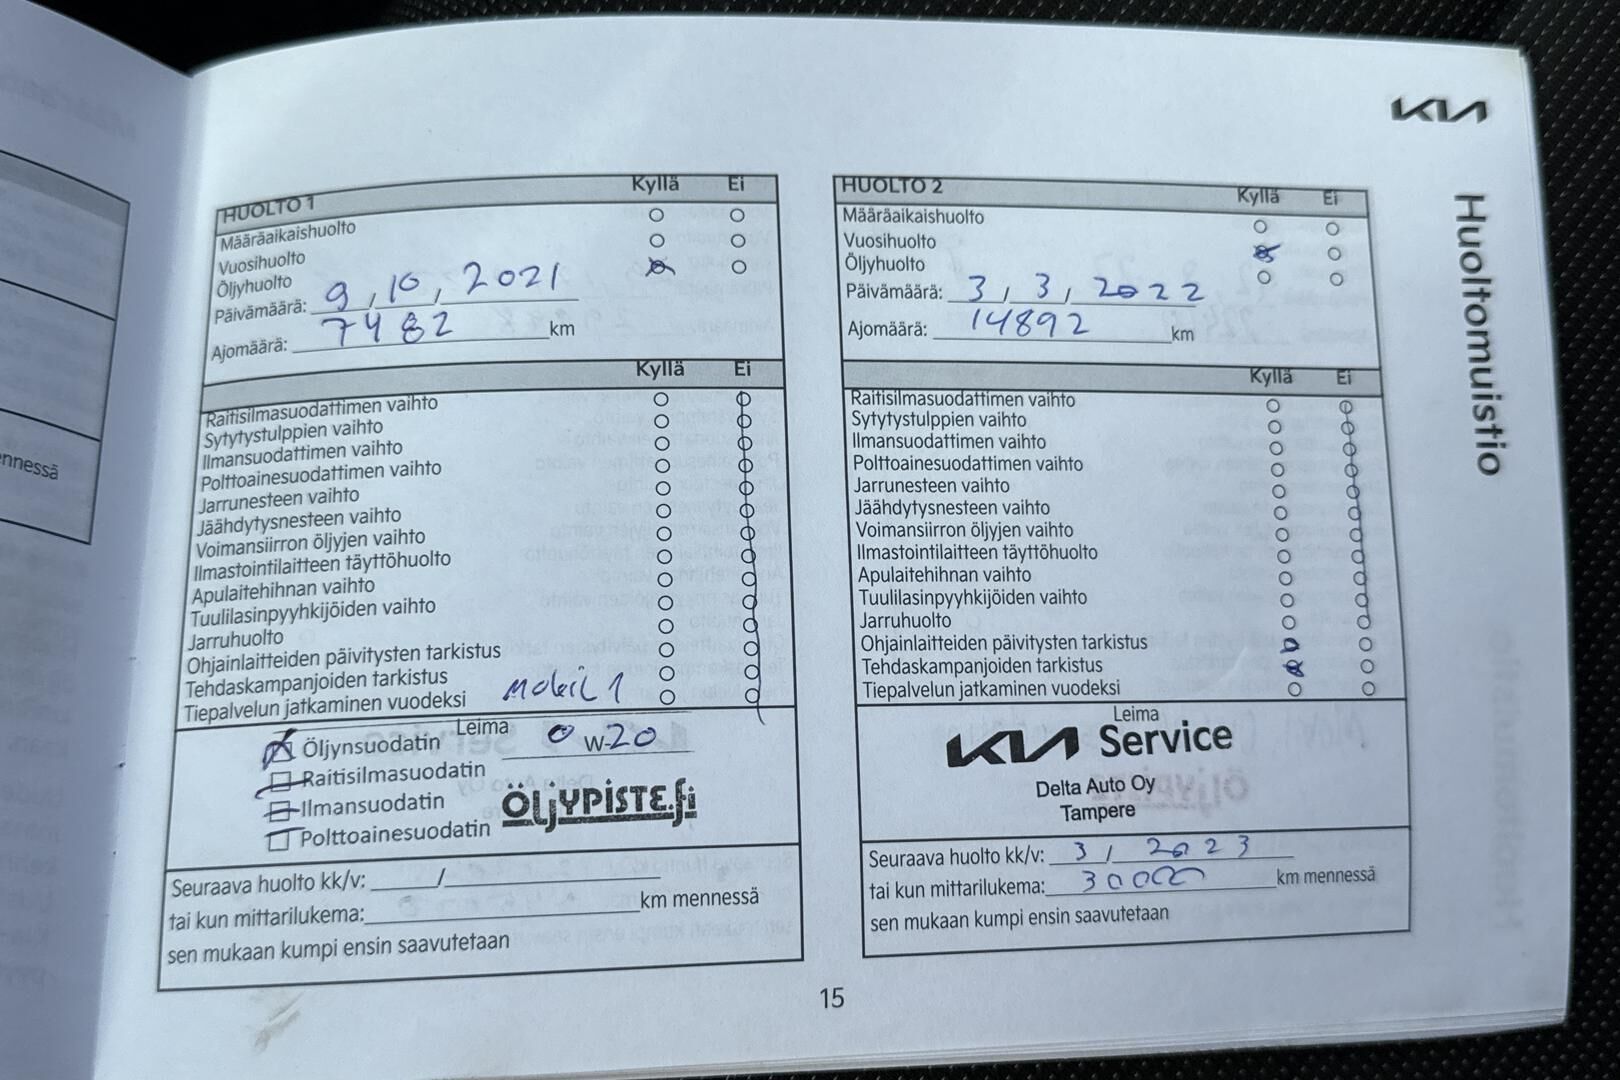 nnessä
KIA
Huoltomuistio
HUOLTO 1 Kyllä Ei
Määräaikaishuolto
Vuosihuolto
Öljyhuolto
Päivämäärä: 9, 10, 2021
Ajomäärä: 7482 km
Kyllä Ei
Raitisilmasuodattimen vaihto
Sytytystulppien vaihto
Ilmansuodattimen vaihto
Polttoainesuodattimen vaihto
Jarrunesteen vaihto
Jäähdytysnesteen vaihto
Voimansiirron öljyjen vaihto
Ilmastointilaitteen täyttöhuolto
Apulaitehihnan vaihto
Tuulilasinpyyhkijöiden vaihto
Jarruhuolto
Ohjainlaitteiden päivitysten tarkistus
Tehdaskampanjoiden tarkistus
Tiepalvelun jatkaminen vuodeksi Mobil 1
Leima
Öljynsuodatin 0 W-20
Raitisilmasuodatin
Ilmansuodatin
Polttoainesuodatin
ÖLJYPISTE.fi
Seuraava huolto kk/v: /
tai kun mittarilukema: km mennessä
sen mukaan kumpi ensin saavutetaan
HUOLTO 2 Kyllä Ei
Määräaikaishuolto
Vuosihuolto
Öljyhuolto
Päivämäärä: 3, 3, 2022
Ajomäärä: 14892 km
Kyllä Ei
Raitisilmasuodattimen vaihto
Sytytystulppien vaihto
Ilmansuodattimen vaihto
Polttoainesuodattimen vaihto
Jarrunesteen vaihto
Jäähdytysnesteen vaihto
Voimansiirron öljyjen vaihto
Ilmastointilaitteen täyttöhuolto
Apulaitehihnan vaihto
Tuulilasinpyyhkijöiden vaihto
Jarruhuolto
Ohjainlaitteiden päivitysten tarkistus
Tehdaskampanjoiden tarkistus
Tiepalvelun jatkaminen vuodeksi
Leima
KIA Service
Delta Auto Oy
Tampere
Seuraava huolto kk/v: 3 / 2023
tai kun mittarilukema: 30000 km mennessä
sen mukaan kumpi ensin saavutetaan
15